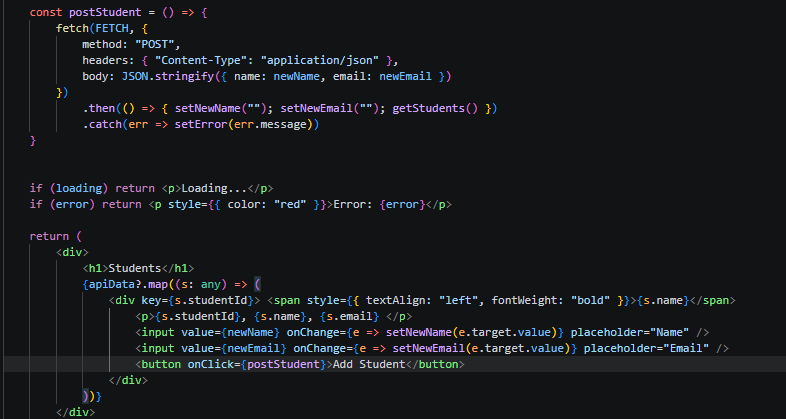 const postStudent = () => {
fetch(FETCH, {
method: "POST",
headers: { "Content-Type": "application/json" },
body: JSON.stringify({ name: newName, email: newEmail })
})
.then(() => { setNewName(""); setNewEmail(""); getStudents() })
.catch(err => setError(err.message))
}
if (loading) return <p>Loading...</p>
if (error) return <p style={{ color: "red" }}>Error: {error}</p>
return (
<div>
<h1>Students</h1>
{apiData?.map((s: any) => (
<div key={s.studentId}> <span style={{ textAlign: "left", fontWeight: "bold" }}>{s.name}</span>
<p>{s.studentId}, {s.name}, {s.email} </p>
<input value={newName} onChange={e => setNewName(e.target.value)} placeholder="Name" />
<input value={newEmail} onChange={e => setNewEmail(e.target.value)} placeholder="Email" />
<button onClick={postStudent}>Add Student</button>
</div>
))}
</div>